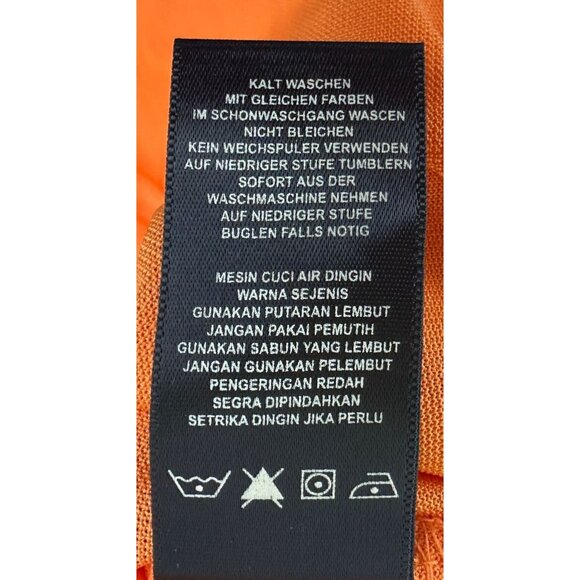 KALT WASCHEN
MIT GLEICHEN FARBEN
IM SCHONWASCHGANG WASCEN
NICHT BLEICHEN
KEIN WEICHSPULER VERWENDEN
AUF NIEDRIGER STUFE TUMBLERN
SOFORT AUS DER
WASCHMASCHINE NEHMEN
AUF NIEDRIGER STUFE
BUGLEN FALLS NOTIG
MESIN CUCI AIR DINGIN
WARNA SEJENIS
GUNAKAN PUTARAN LEMBUT
JANGAN PAKAI PEMUTIH
GUNAKAN SABUN YANG LEMBUT
JANGAN GUNAKAN PELEMBUT
PENGERINGAN REDAH
SEGRA DIPINDAHKAN
SETRIKA DINGIN JIKA PERLU